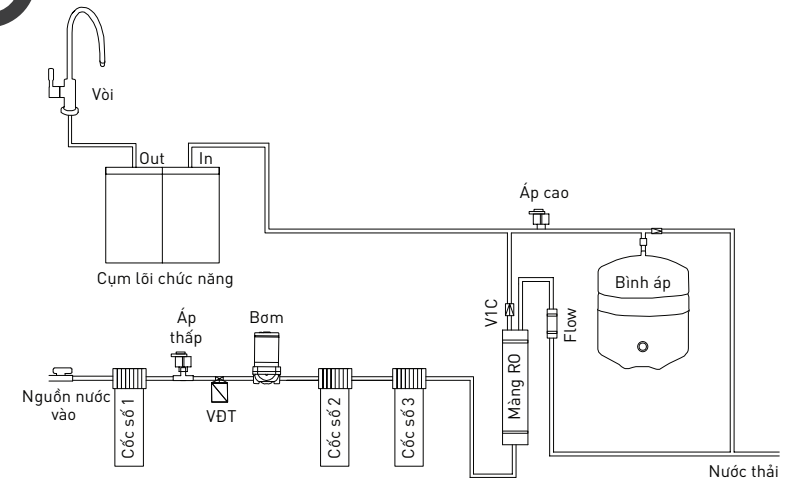 Vòi
Out
In
Áp cao
Cụm lõi chức năng
Bình áp
Áp
thấp
Bơm
V1C
Flow
Màng RO
Nguồn nước
vào
Cốc số 1
VĐT
Cốc số 2
Cốc số 3
Nước thải